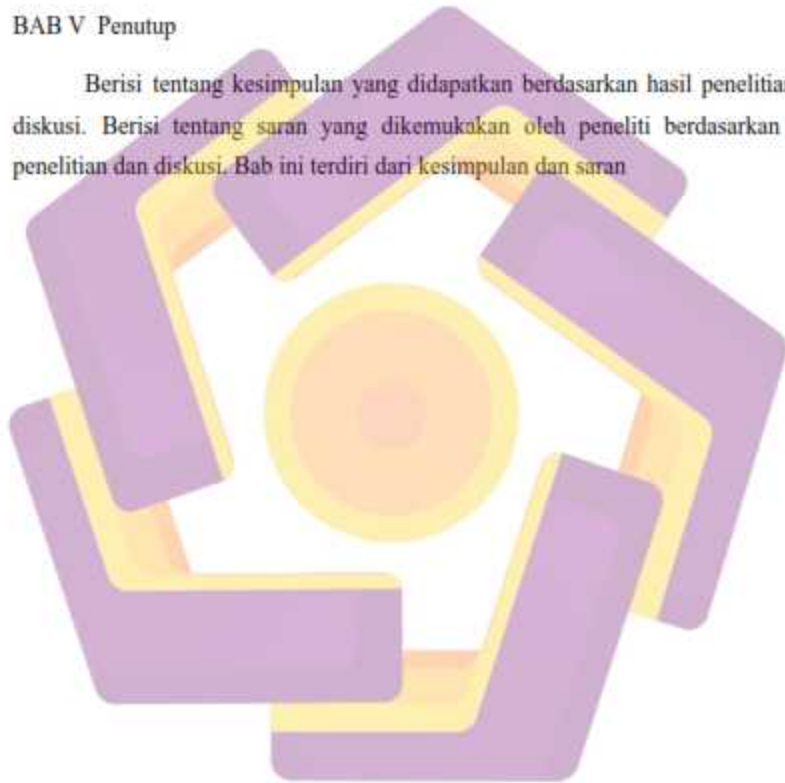 BAB V Penutup
Berisi tentang kesimpulan yang didapatkan berdasarkan hasil penelitian
diskusi. Berisi tentang saran yang dikemukakan oleh peneliti berdasarkan
penelitian dan diskusi. Bab ini terdiri dari kesimpulan dan saran